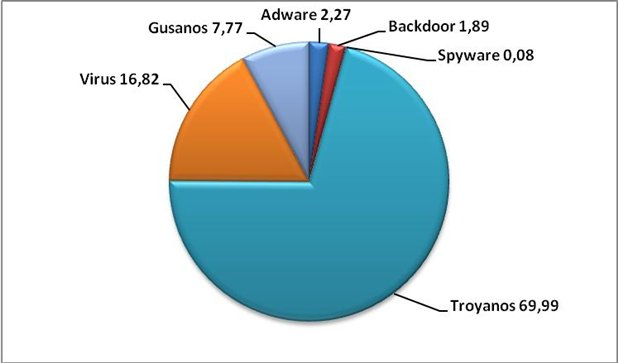 Adware 2,27
Gusanos 7,77
Backdoor 1,89
Spyware 0,08
Virus 16,82
Troyanos 69,99